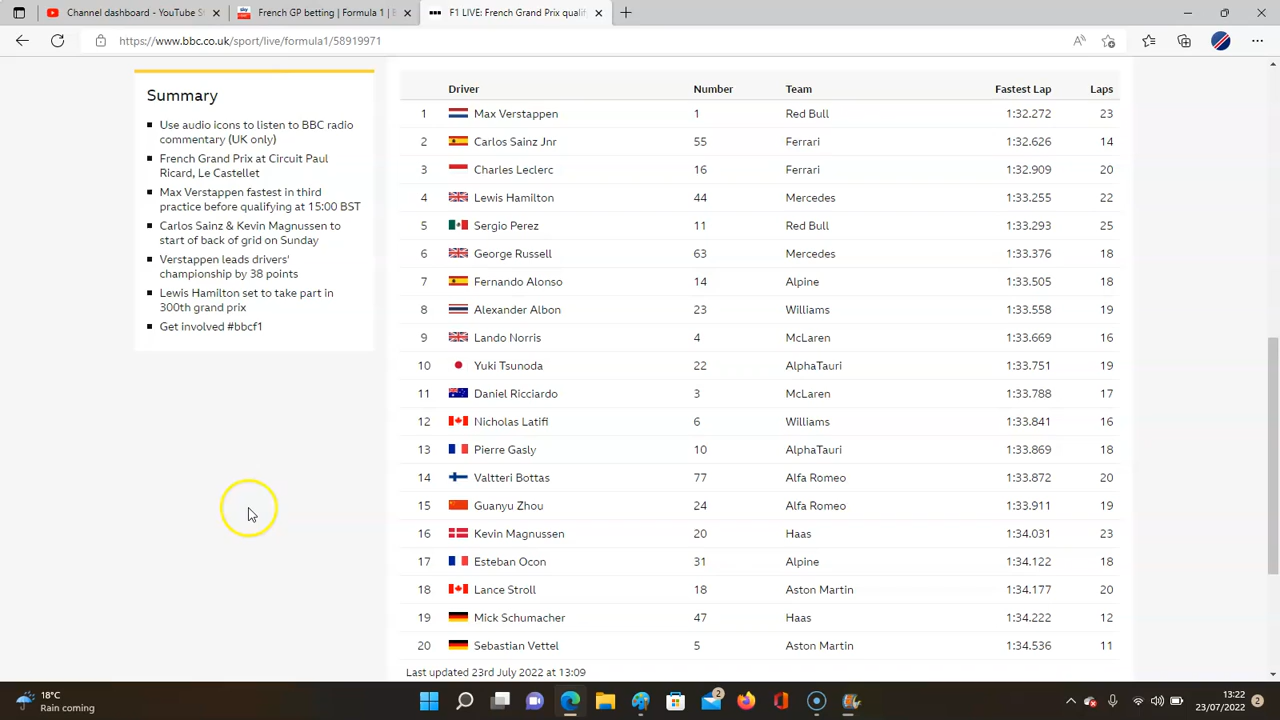 Channel dashboard - YouTube St
French GP betting | Formula 1 | B
F1 LIVE: French Grand Prix qualif
https://www.bbc.co.uk/sport/live/formula1/58919971
Summary
Use audio icons to listen to BBC radio
commentary (UK only)
French Grand Prix at Circuit Paul
Ricard, Le Castellet
Max Verstappen fastest in third
practice before qualifying at 15:00 BST
Carlos Sainz & Kevin Magnussen to
start of back of grid on Sunday
Verstappen leads drivers'
championship by 38 points
Lewis Hamilton set to take part in
300th grand prix
Get involved #bbcf1
Driver Number Team Fastest Lap Laps
1 Max Verstappen 1 Red Bull 1:32.272 23
2 Carlos Sainz Jnr 55 Ferrari 1:32.626 14
3 Charles Leclerc 16 Ferrari 1:32.909 20
4 Lewis Hamilton 44 Mercedes 1:33.255 22
5 Sergio Perez 11 Red Bull 1:33.293 25
6 George Russell 63 Mercedes 1:33.376 18
7 Fernando Alonso 14 Alpine 1:33.505 18
8 Alexander Albon 23 Williams 1:33.558 19
9 Lando Norris 4 McLaren 1:33.669 16
10 Yuki Tsunoda 22 AlphaTauri 1:33.751 19
11 Daniel Ricciardo 3 McLaren 1:33.788 17
12 Nicholas Latifi 6 Williams 1:33.841 16
13 Pierre Gasly 10 AlphaTauri 1:33.869 18
14 Valtteri Bottas 77 Alfa Romeo 1:33.872 20
15 Guanyu Zhou 24 Alfa Romeo 1:33.911 19
16 Kevin Magnussen 20 Haas 1:34.031 23
17 Esteban Ocon 31 Alpine 1:34.122 18
18 Lance Stroll 18 Aston Martin 1:34.177 20
19 Mick Schumacher 47 Haas 1:34.222 12
20 Sebastian Vettel 5 Aston Martin 1:34.536 11
Last updated 23rd July 2022 at 13:09
18°C
Rain coming
2
13:22
23/07/2022
2